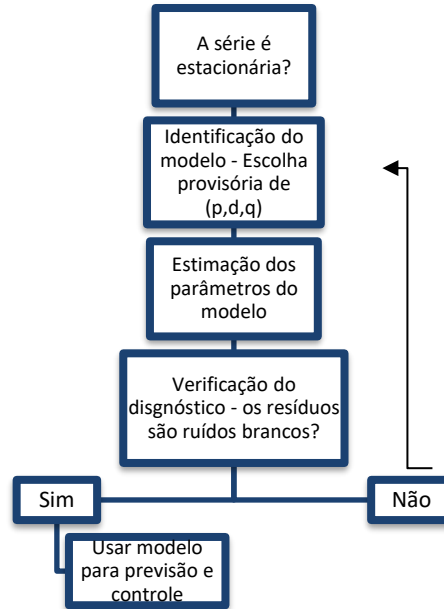 A série é
estacionária?
Identificação do
modelo - Escolha
provisória de
(p,d,q)
Estimação dos
parâmetros do
modelo
Verificação do
disgnóstico - os resíduos
são ruídos brancos?
Sim
Não
Usar modelo
para previsão e
controle